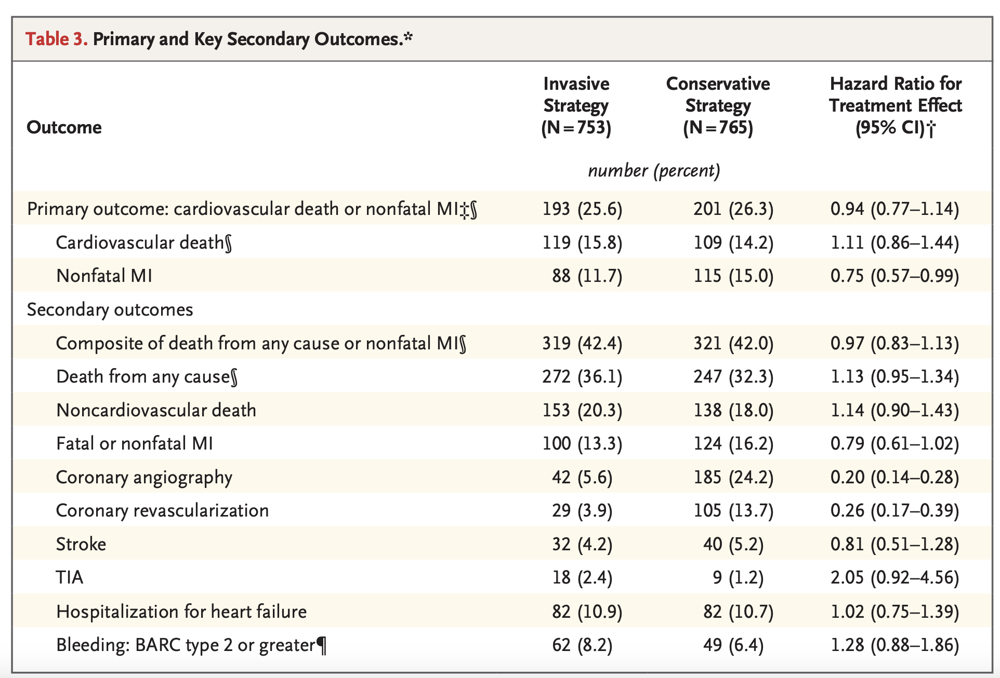 Table 3. Primary and Key Secondary Outcomes.*
Outcome
Invasive
Strategy
(N=753)
Conservative
Strategy
(N=765)
Hazard Ratio for
Treatment Effect
(95% CI)†
number (percent)
Primary outcome: cardiovascular death or nonfatal MI‡§ 193 (25.6) 201 (26.3) 0.94 (0.77–1.14)
Cardiovascular death§ 119 (15.8) 109 (14.2) 1.11 (0.86–1.44)
Nonfatal MI 88 (11.7) 115 (15.0) 0.75 (0.57–0.99)
Secondary outcomes
Composite of death from any cause or nonfatal MI§ 319 (42.4) 321 (42.0) 0.97 (0.83–1.13)
Death from any cause§ 272 (36.1) 247 (32.3) 1.13 (0.95–1.34)
Noncardiovascular death 153 (20.3) 138 (18.0) 1.14 (0.90–1.43)
Fatal or nonfatal MI 100 (13.3) 124 (16.2) 0.79 (0.61–1.02)
Coronary angiography 42 (5.6) 185 (24.2) 0.20 (0.14–0.28)
Coronary revascularization 29 (3.9) 105 (13.7) 0.26 (0.17–0.39)
Stroke 32 (4.2) 40 (5.2) 0.81 (0.51–1.28)
TIA 18 (2.4) 9 (1.2) 2.05 (0.92–4.56)
Hospitalization for heart failure 82 (10.9) 82 (10.7) 1.02 (0.75–1.39)
Bleeding: BARC type 2 or greater¶ 62 (8.2) 49 (6.4) 1.28 (0.88–1.86)